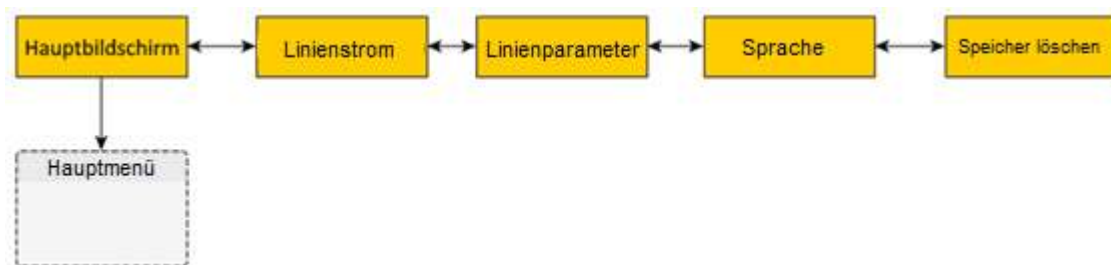 Hauptbildschirm
Linienstrom
Linienparameter
Sprache
Speicher löschen
Hauptmenü